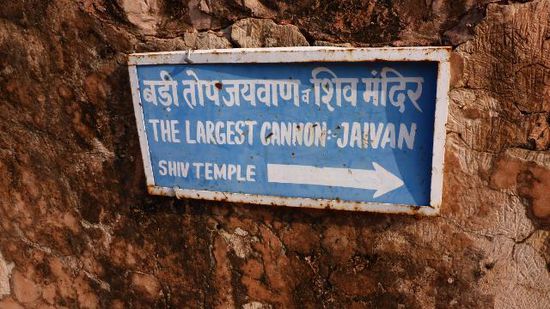 बड़ी तोप जयवाण व शिव मंदिर
THE LARGEST CANNON:-JAIVAN
SHIV TEMPLE